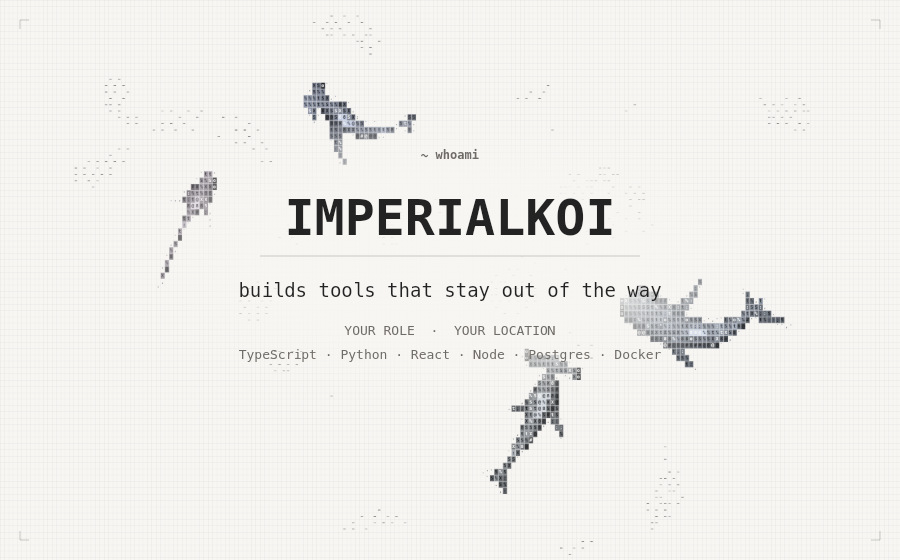 ~ whoami
IMPERIALKOI
builds tools that stay out of the way
YOUR ROLE · YOUR LOCATION
TypeScript · Python · React · Node · Postgres · Docker